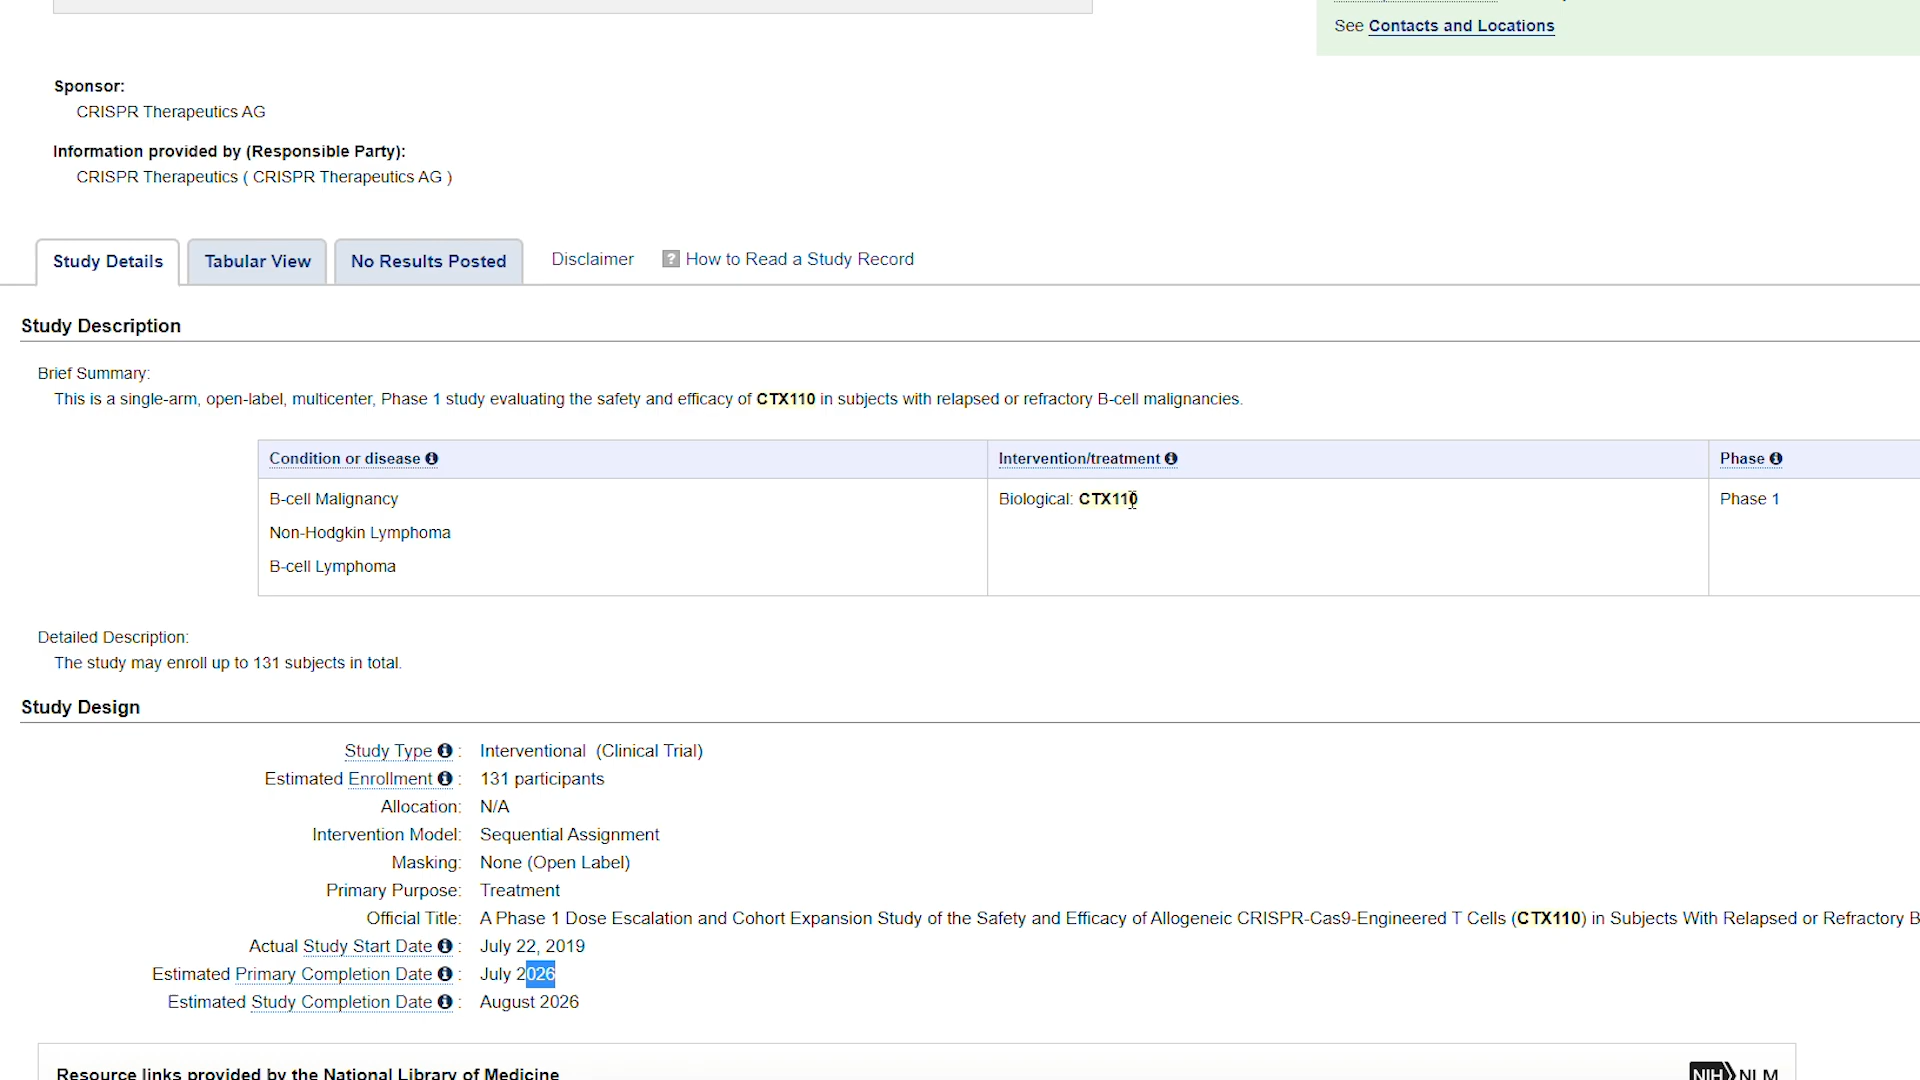 See Contacts and Locations
Sponsor:
CRISPR Therapeutics AG
Information provided by (Responsible Party):
CRISPR Therapeutics ( CRISPR Therapeutics AG )
Study Details
Tabular View
No Results Posted
Disclaimer
? How to Read a Study Record
Study Description
Brief Summary:
This is a single-arm, open-label, multicenter, Phase 1 study evaluating the safety and efficacy of CTX110 in subjects with relapsed or refractory B-cell malignancies.
Condition or disease
Intervention/treatment
Phase
B-cell Malignancy
Non-Hodgkin Lymphoma
B-cell Lymphoma
Biological: CTX110
Phase 1
Detailed Description:
The study may enroll up to 131 subjects in total.
Study Design
Study Type : Interventional (Clinical Trial)
Estimated Enrollment : 131 participants
Allocation: N/A
Intervention Model: Sequential Assignment
Masking: None (Open Label)
Primary Purpose: Treatment
Official Title: A Phase 1 Dose Escalation and Cohort Expansion Study of the Safety and Efficacy of Allogeneic CRISPR-Cas9-Engineered T Cells (CTX110) in Subjects With Relapsed or Refractory B
Actual Study Start Date : July 22, 2019
Estimated Primary Completion Date : July 2026
Estimated Study Completion Date : August 2026
Resource links provided by the National Library of Medicine
NIH NLM